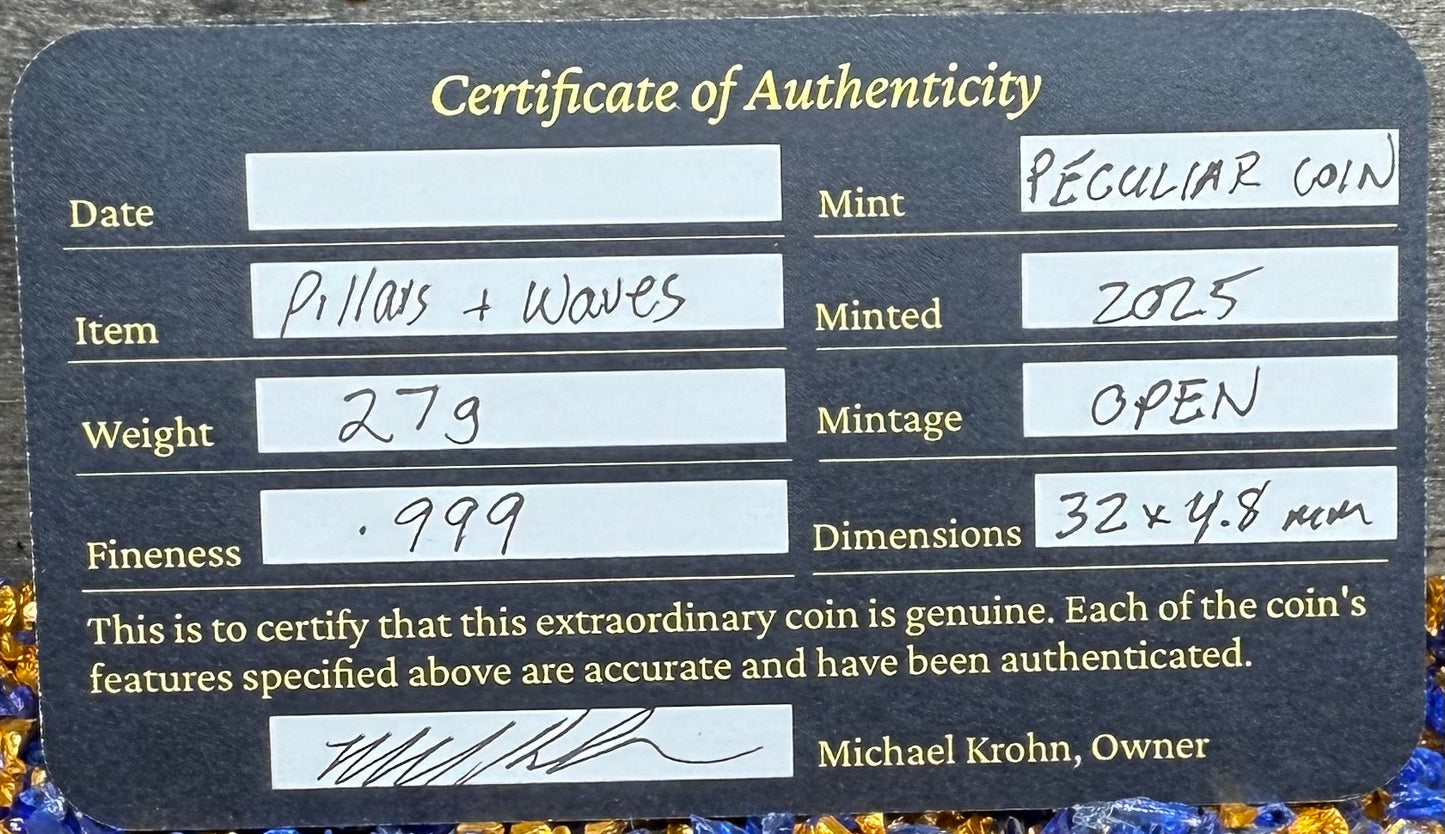 Certificate of Authenticity
Date
Mint PECULIAR COIN
Item Pillars + Waves
Minted 2025
Weight 27g
Mintage OPEN
Fineness .999
Dimensions 32 x 4.8 mm
This is to certify that this extraordinary coin is genuine. Each of the coin's
features specified above are accurate and have been authenticated.
Michael Krohn, Owner